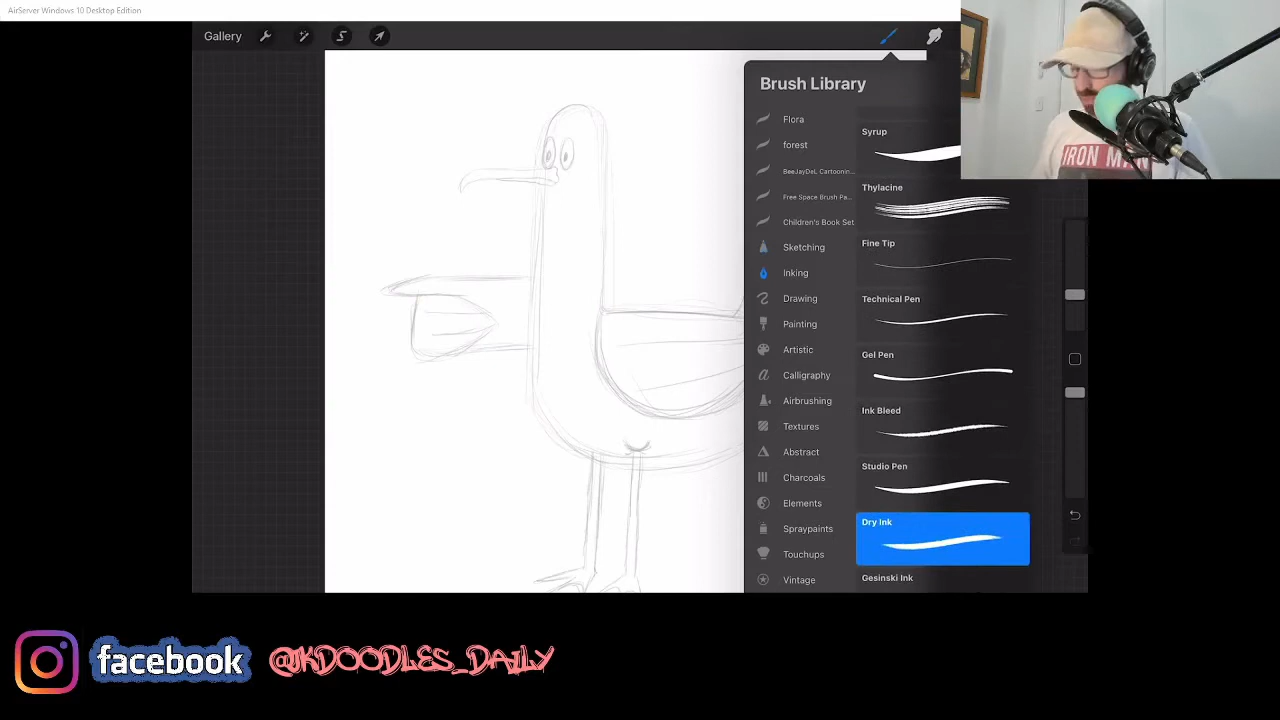 AirServer Windows 10 Desktop Edition
Gallery
Brush Library
Flora
forest
BeeJayDeL Cartoonin...
Free Space Brush Pa...
Children's Book Set
Sketching
Inking
Drawing
Painting
Artistic
Calligraphy
Airbrushing
Textures
Abstract
Charcoals
Elements
Spraypaints
Touchups
Vintage
Syrup
Thylacine
Fine Tip
Technical Pen
Gel Pen
Ink Bleed
Studio Pen
Dry Ink
Gesinski Ink
IRON MAN
facebook
@JKDOODLES_DAILY